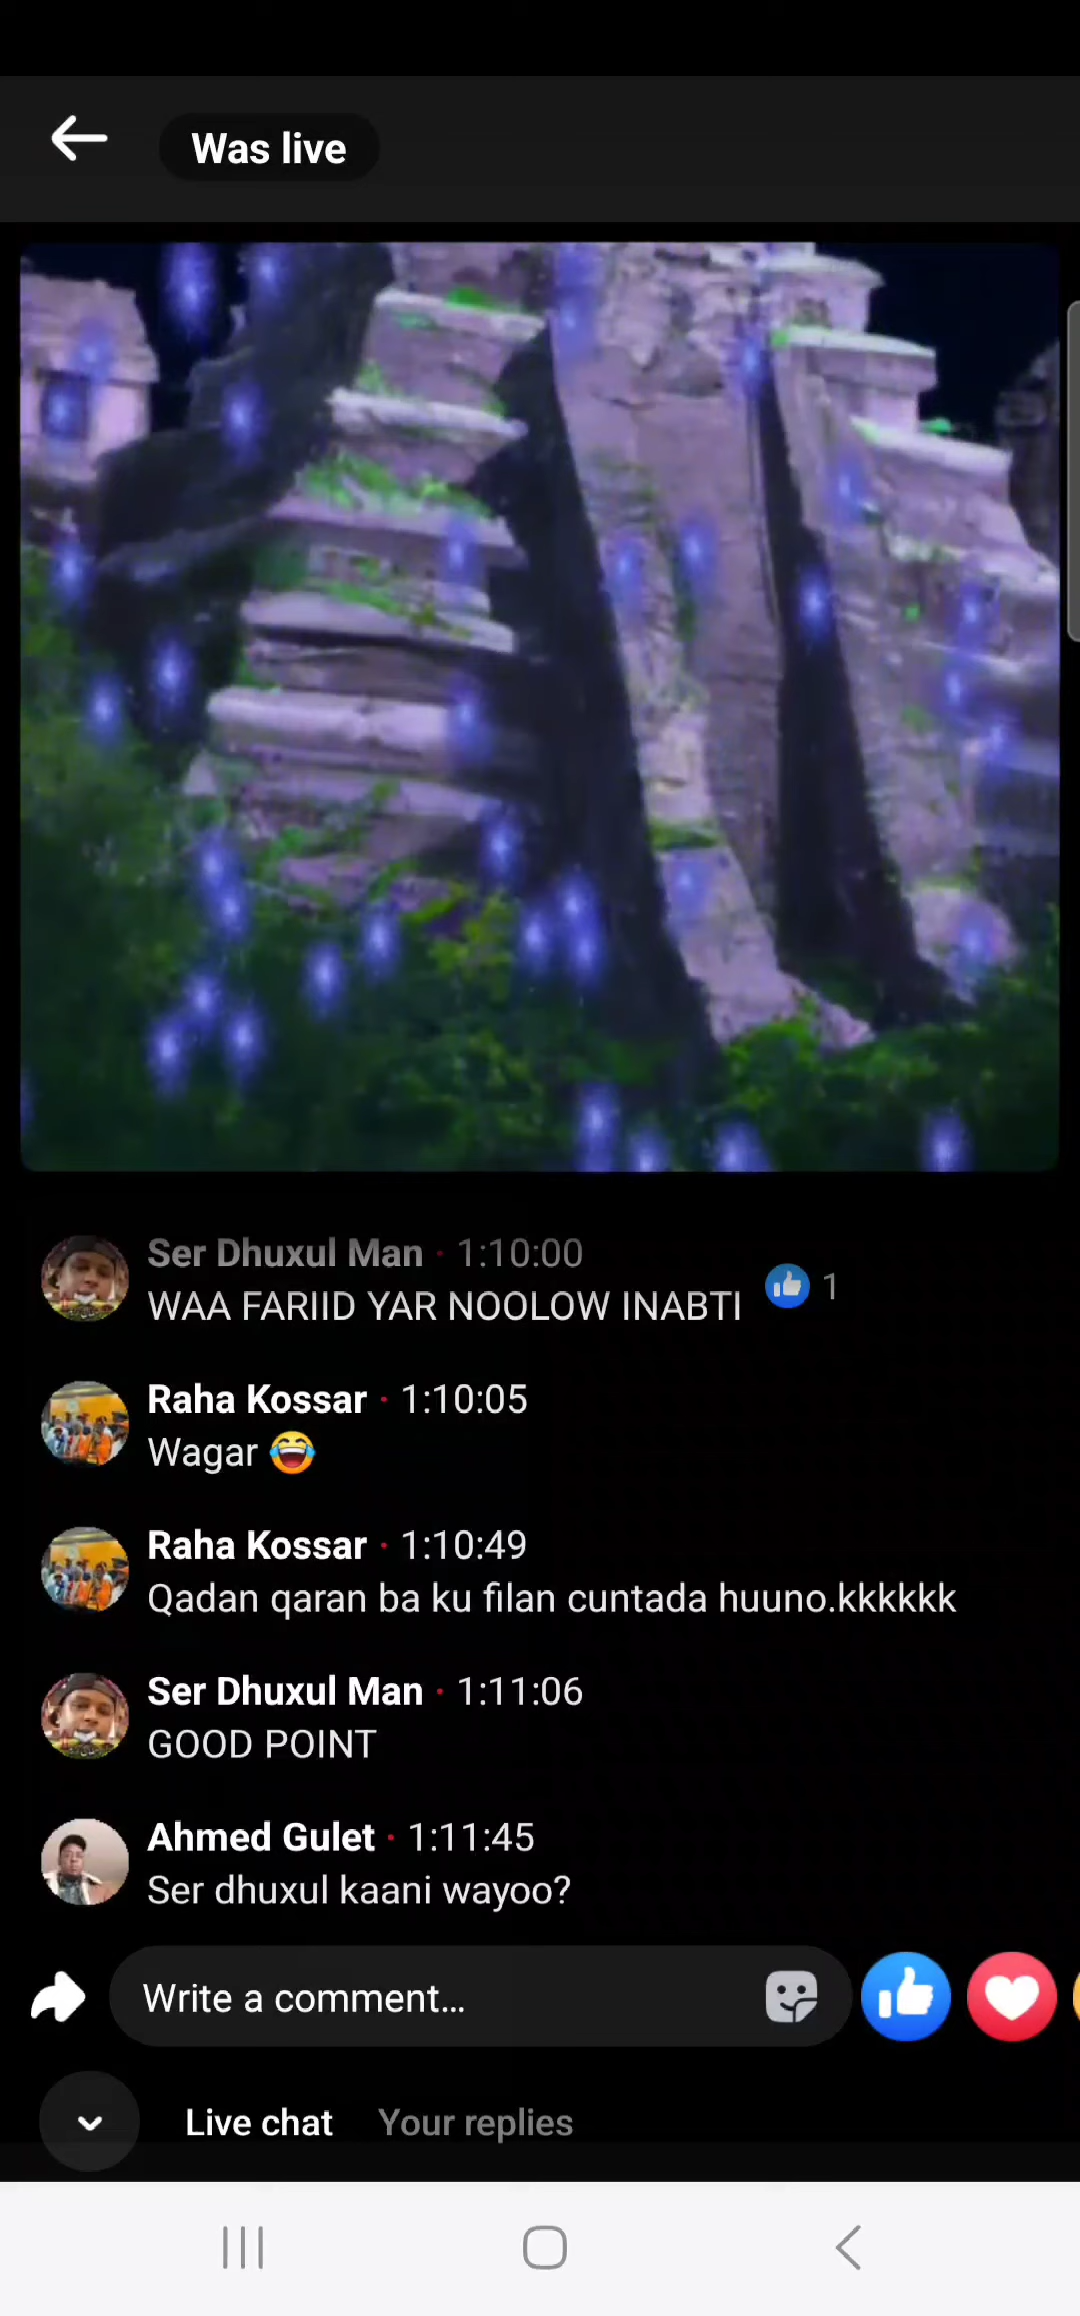 Was live
Ser Dhuxul Man · 1:10:00
WAA FARIID YAR NOOLOW INABTI
1
Raha Kossar · 1:10:05
Wagar 😂
Raha Kossar · 1:10:49
Qadan qaran ba ku filan cuntada huuno.kkkkkk
Ser Dhuxul Man · 1:11:06
GOOD POINT
Ahmed Gulet · 1:11:45
Ser dhuxul kaani wayoo?
Write a comment...
Live chat Your replies